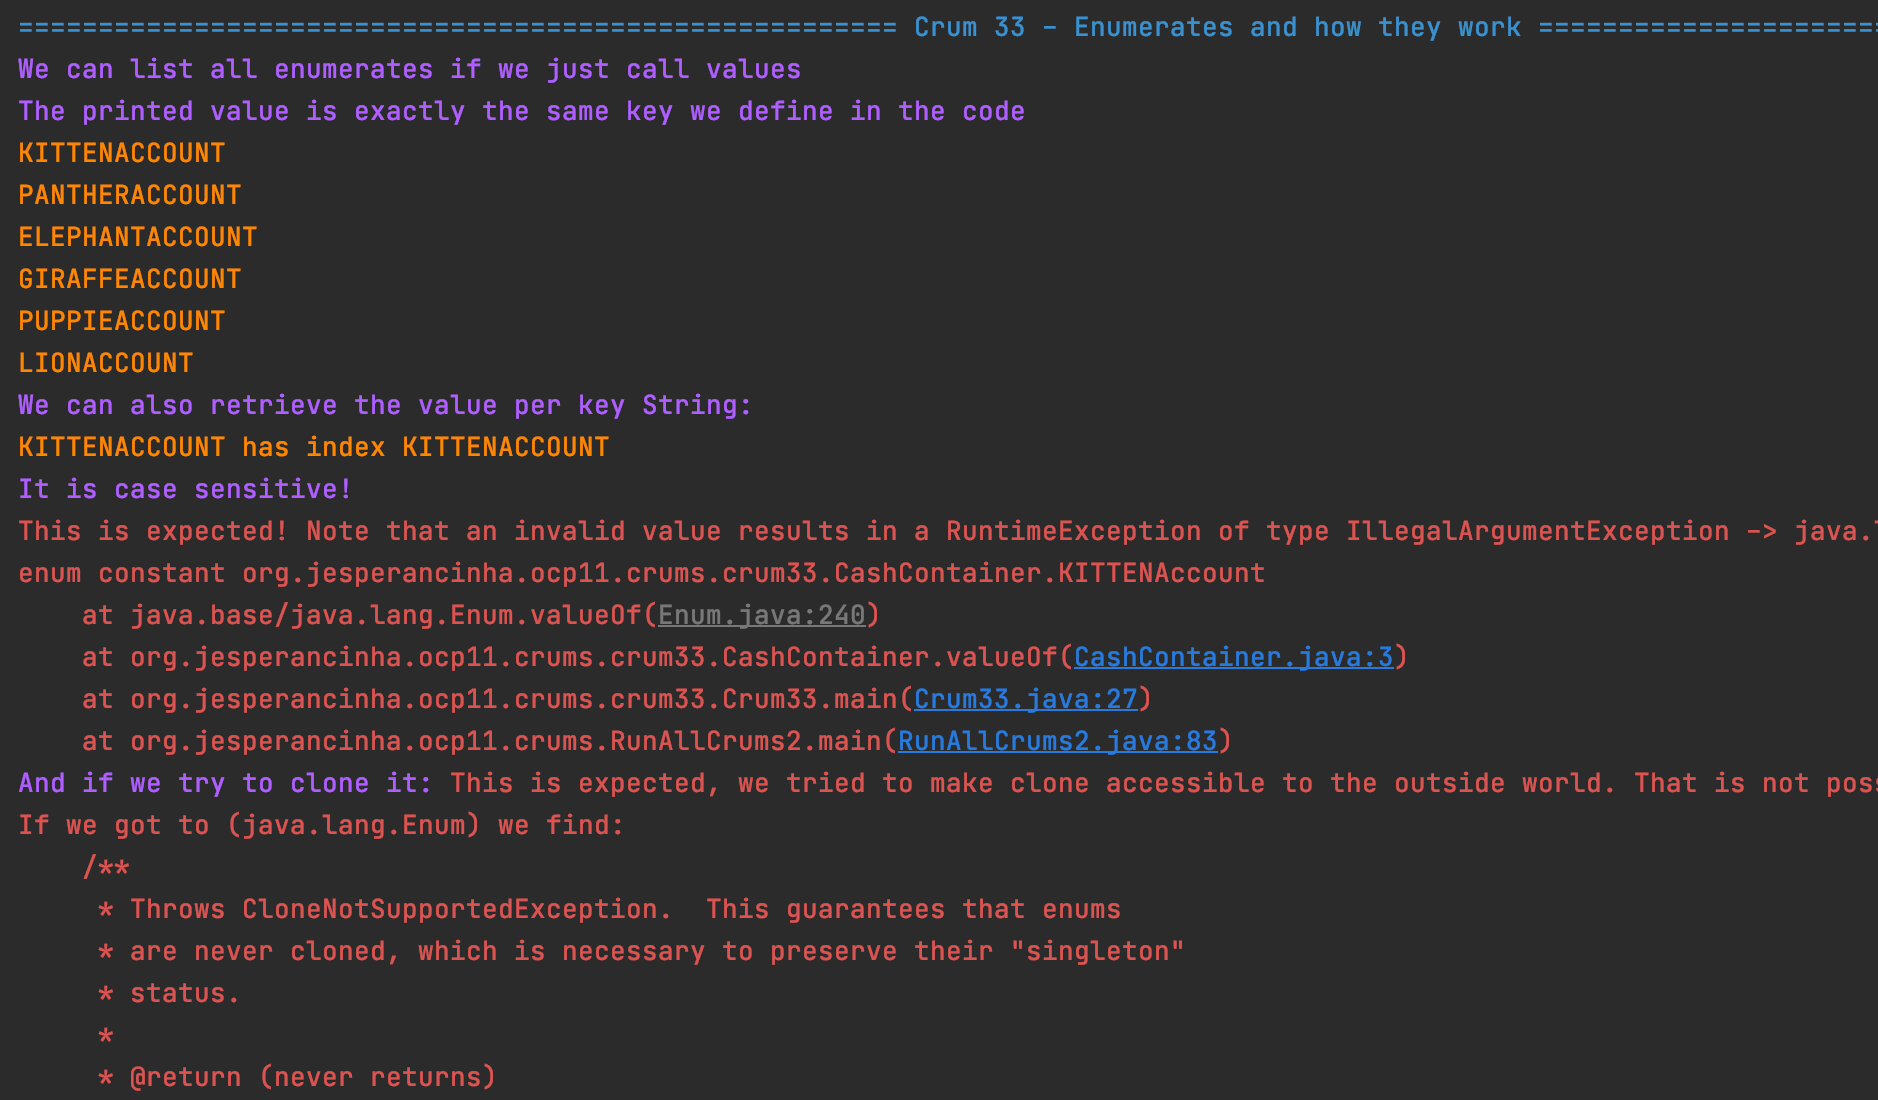 ======================================================= Crum 33 - Enumerates and how they work =====================
We can list all enumerates if we just call values
The printed value is exactly the same key we define in the code
KITTENACCOUNT
PANTHERACCOUNT
ELEPHANTACCOUNT
GIRAFFEACCOUNT
PUPPIEACCOUNT
LIONACCOUNT
We can also retrieve the value per key String:
KITTENACCOUNT has index KITTENACCOUNT
It is case sensitive!
This is expected! Note that an invalid value results in a RuntimeException of type IllegalArgumentException -> java.
enum constant org.jesperancinha.ocp11.crums.crum33.CashContainer.KITTENAccount
    at java.base/java.lang.Enum.valueOf(Enum.java:240)
    at org.jesperancinha.ocp11.crums.crum33.CashContainer.valueOf(CashContainer.java:3)
    at org.jesperancinha.ocp11.crums.crum33.Crum33.main(Crum33.java:27)
    at org.jesperancinha.ocp11.crums.RunAllCrums2.main(RunAllCrums2.java:83)
And if we try to clone it: This is expected, we tried to make clone accessible to the outside world. That is not
If we got to (java.lang.Enum) we find:
    /**
     * Throws CloneNotSupportedException.  This guarantees that enums
     * are never cloned, which is necessary to preserve their "singleton"
     * status.
     *
     * @return (never returns)